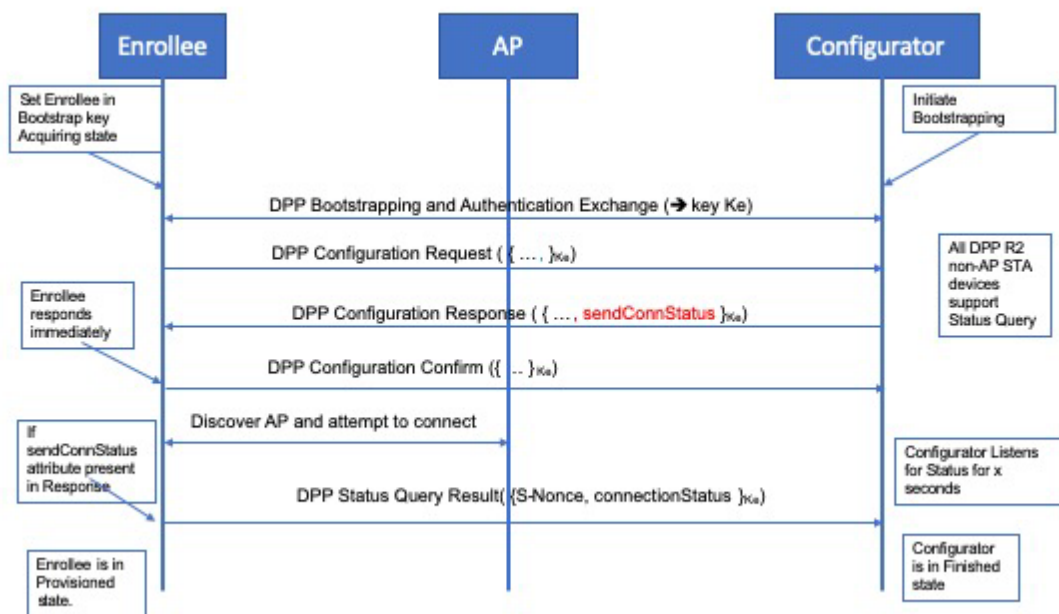 Enrollee
AP
Configurator
Set Enrollee in
Bootstrap key
Acquiring state
Initiate
Bootstrapping
DPP Bootstrapping and Authentication Exchange (➔ key Ke)
DPP Configuration Request ( { ... , }Ke)
All DPP R2
non-AP STA
devices
support
Status Query
Enrollee
responds
immediately
DPP Configuration Response ( { ..., sendConnStatus }Ke)
DPP Configuration Confirm ({ ... }Ke)
Discover AP and attempt to connect
If
sendConnStatus
attribute present
in Response
Configurator Listens
for Status for x
seconds
DPP Status Query Result( {S-Nonce, connectionStatus }Ke)
Enrollee is in
Provisioned
state.
Configurator
is in Finished
state